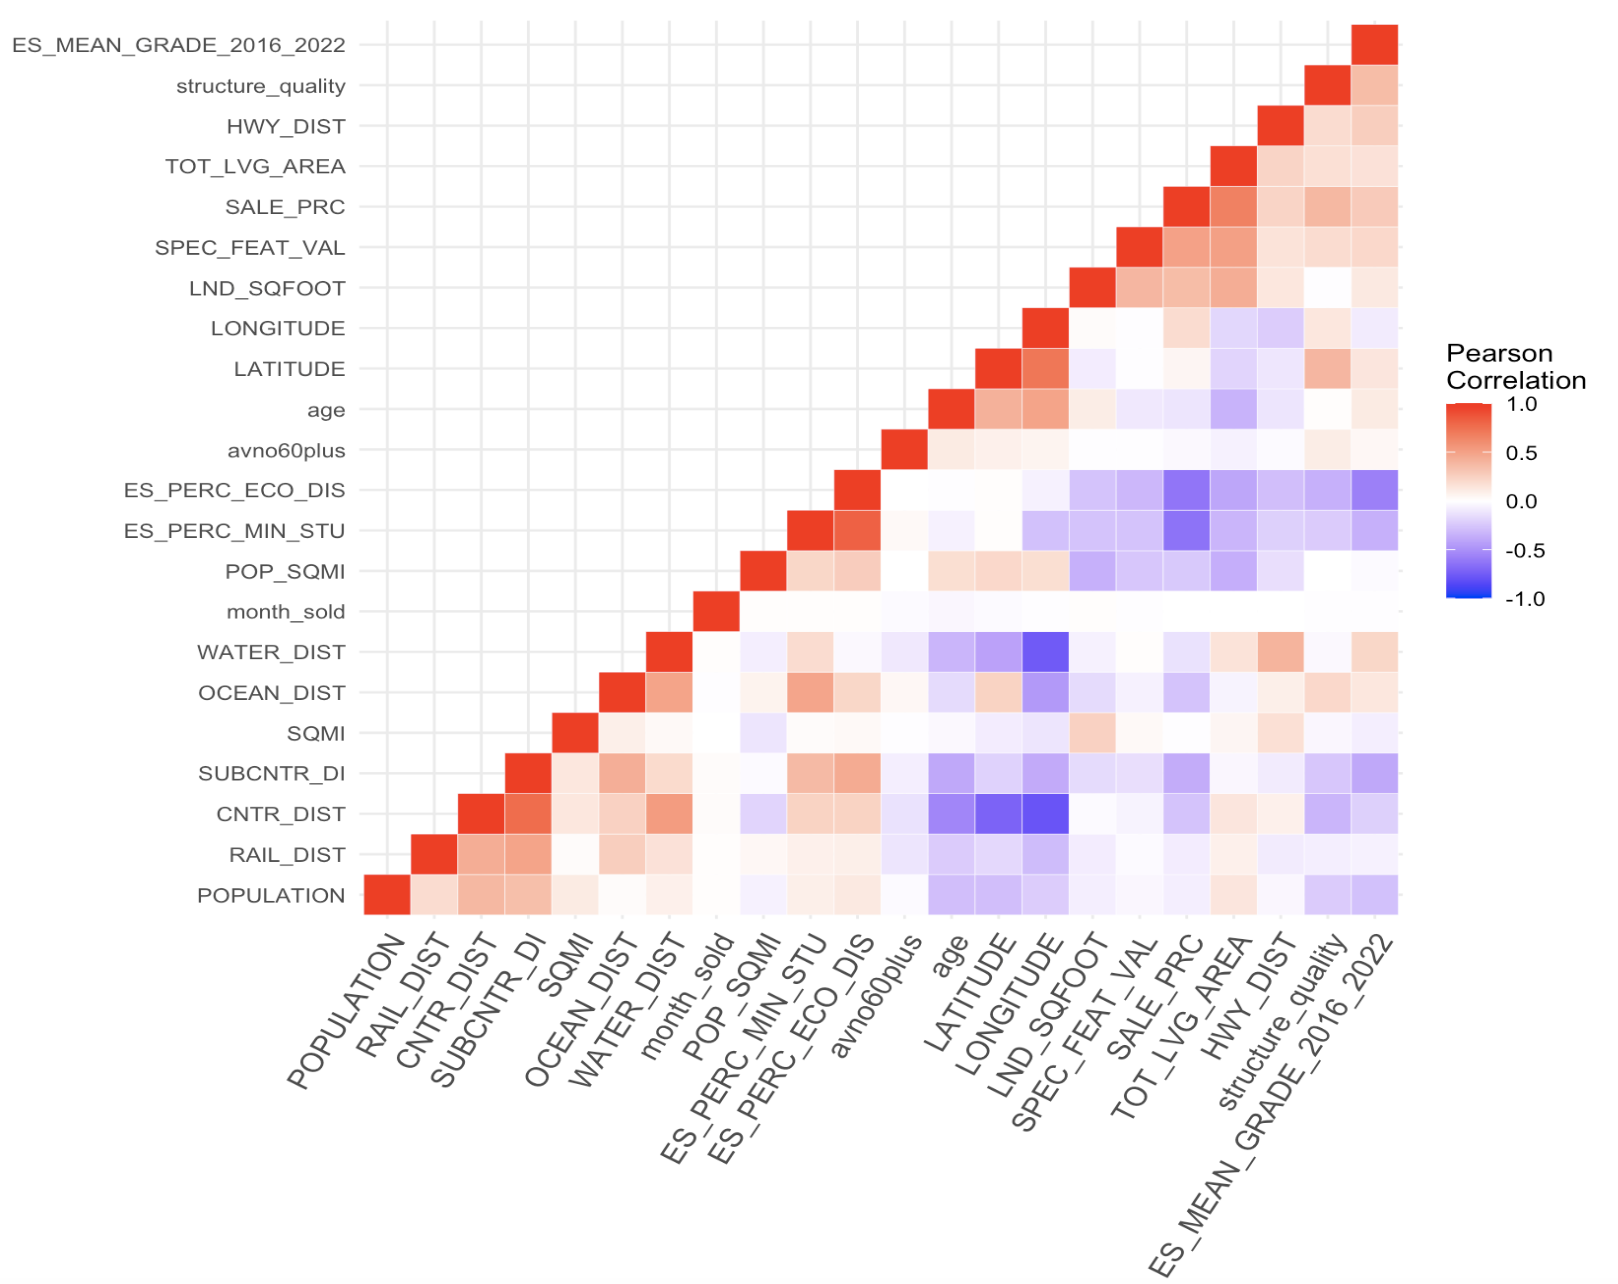 ES_MEAN_GRADE_2016_2022
structure_quality
HWY_DIST
TOT_LVG_AREA
SALE_PRC
SPEC_FEAT_VAL
LND_SQFOOT
LONGITUDE
LATITUDE
age
avno60plus
ES_PERC_ECO_DIS
ES_PERC_MIN_STU
POP_SQMI
month_sold
WATER_DIST
OCEAN_DIST
SQMI
SUBCNTR_DI
CNTR_DIST
RAIL_DIST
POPULATION
POPULATION
RAIL_DIST
CNTR_DIST
SUBCNTR_DI
SQMI
OCEAN_DIST
WATER_DIST
month_sold
POP_SQMI
ES_PERC_MIN_STU
ES_PERC_ECO_DIS
avno60plus
age
LATITUDE
LONGITUDE
LND_SQFOOT
SPEC_FEAT_VAL
SALE_PRC
TOT_LVG_AREA
HWY_DIST
structure_quality
ES_MEAN_GRADE_2016_2022
Pearson
Correlation
1.0
0.5
0.0
-0.5
-1.0